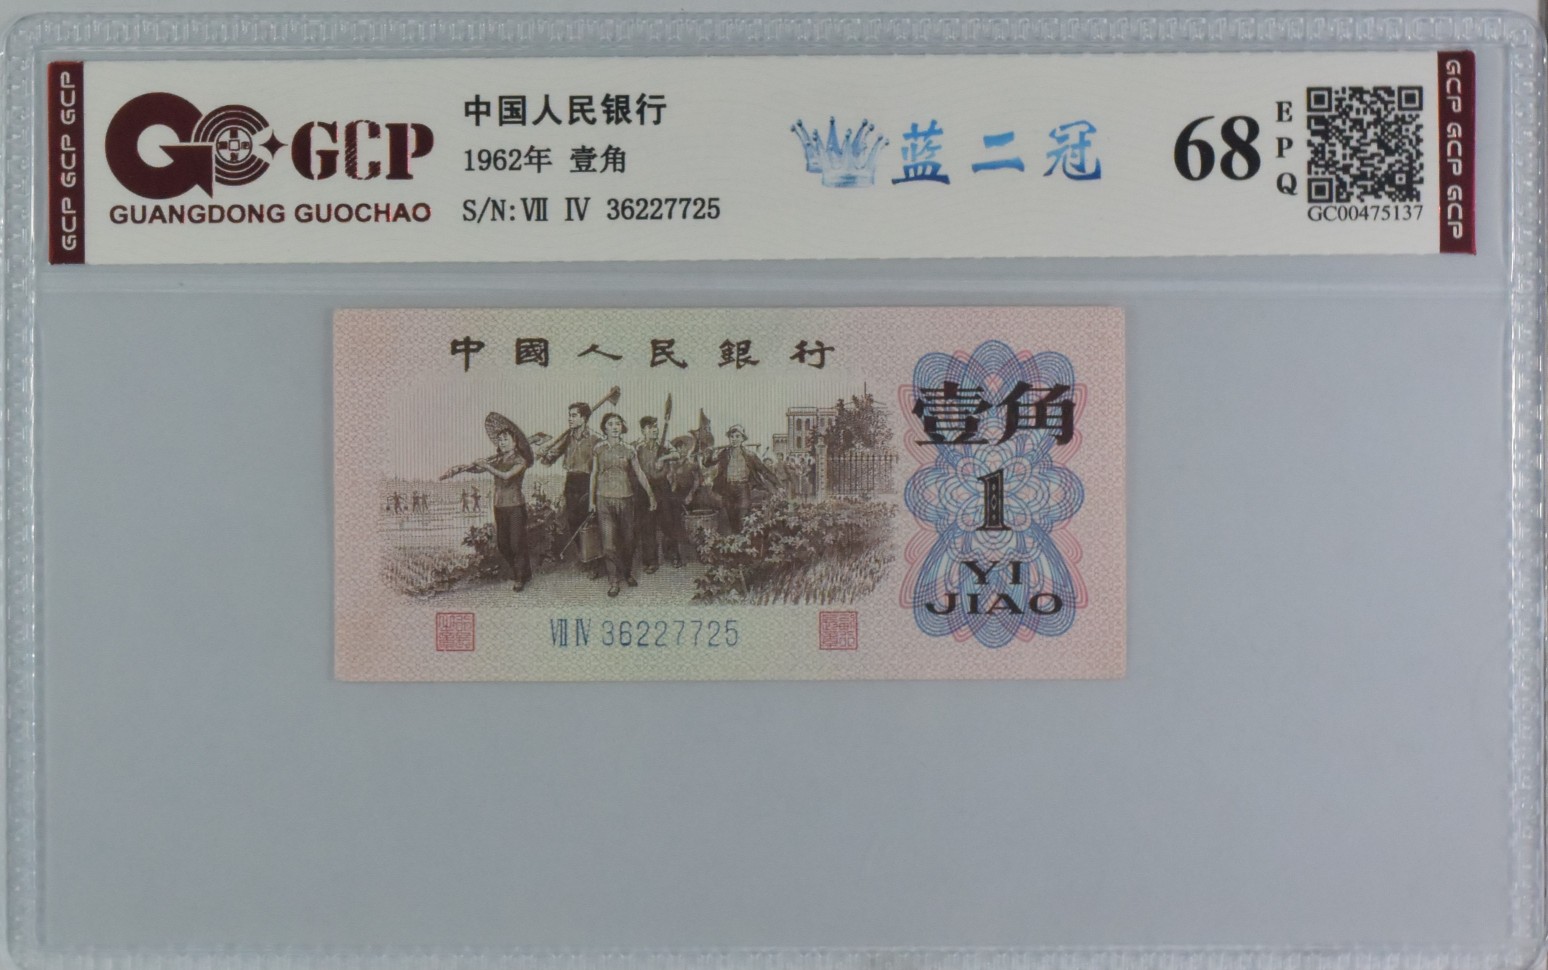 GCP GCP GCP
GCP
GUANGDONG GUOCHAO
中国人民银行
1962年 壹角
S/N:Ⅶ Ⅳ 36227725
蓝二冠
68
EPQ
GC00475137
GCP GCP GCP
中國人民銀行
壹角
1
YI
JIAO
Ⅶ Ⅳ 36227725